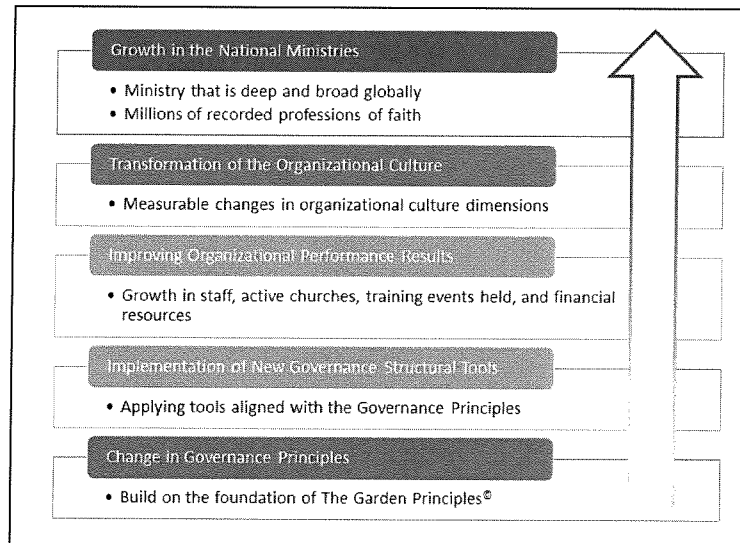 Growth in the National Ministries
• Ministry that is deep and broad globally
• Millions of recorded professions of faith
Transformation of the Organizational Culture
• Measurable changes in organizational culture dimensions
Improving Organizational Performance Results
• Growth in staff, active churches, training events held, and financial
resources
Implementation of New Governance Structural Tools
• Applying tools aligned with the Governance Principles
Change in Governance Principles
• Build on the foundation of The Garden Principles©